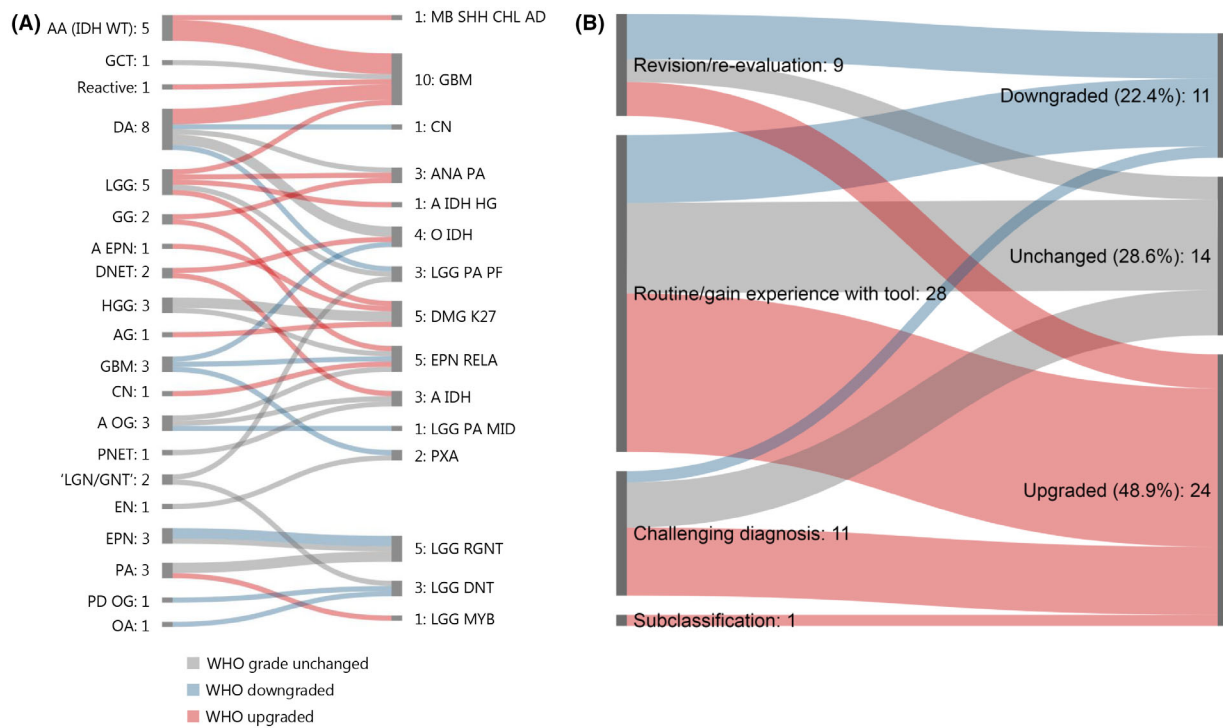 (A)
AA (IDH WT): 5
GCT: 1
Reactive: 1
DA: 8
LGG: 5
GG: 2
A EPN: 1
DNET: 2
HGG: 3
AG: 1
GBM: 3
CN: 1
A OG: 3
PNET: 1
‘LGN/GNT’: 2
EN: 1
EPN: 3
PA: 3
PD OG: 1
OA: 1
1: MB SHH CHL AD
10: GBM
1: CN
3: ANA PA
1: A IDH HG
4: O IDH
3: LGG PA PF
5: DMG K27
5: EPN RELA
3: A IDH
1: LGG PA MID
2: PXA
5: LGG RGNT
3: LGG DNT
1: LGG MYB
WHO grade unchanged
WHO downgraded
WHO upgraded
(B)
Revision/re-evaluation: 9
Routine/gain experience with tool: 28
Challenging diagnosis: 11
Subclassification: 1
Downgraded (22.4%): 11
Unchanged (28.6%): 14
Upgraded (48.9%): 24